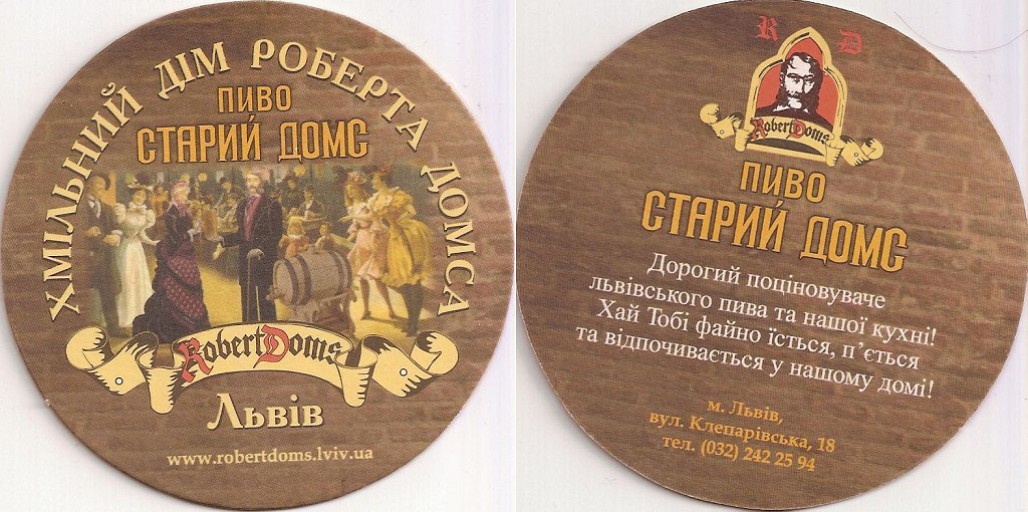 ХМІЛЬНИЙ ДІМ РОБЕРТА ДОМСА
ПИВО
СТАРИЙ ДОМС
RobertDoms
Львів
www.robertdoms.lviv.ua
R D
RobertDoms
ПИВО
СТАРИЙ ДОМС
Дорогий поціновуваче
львівського пива та нашої кухні!
Хай Тобі файно їсться, п’ється
та відпочивається у нашому домі!
м. Львів,
вул. Клепарівська, 18
тел. (032) 242 25 94